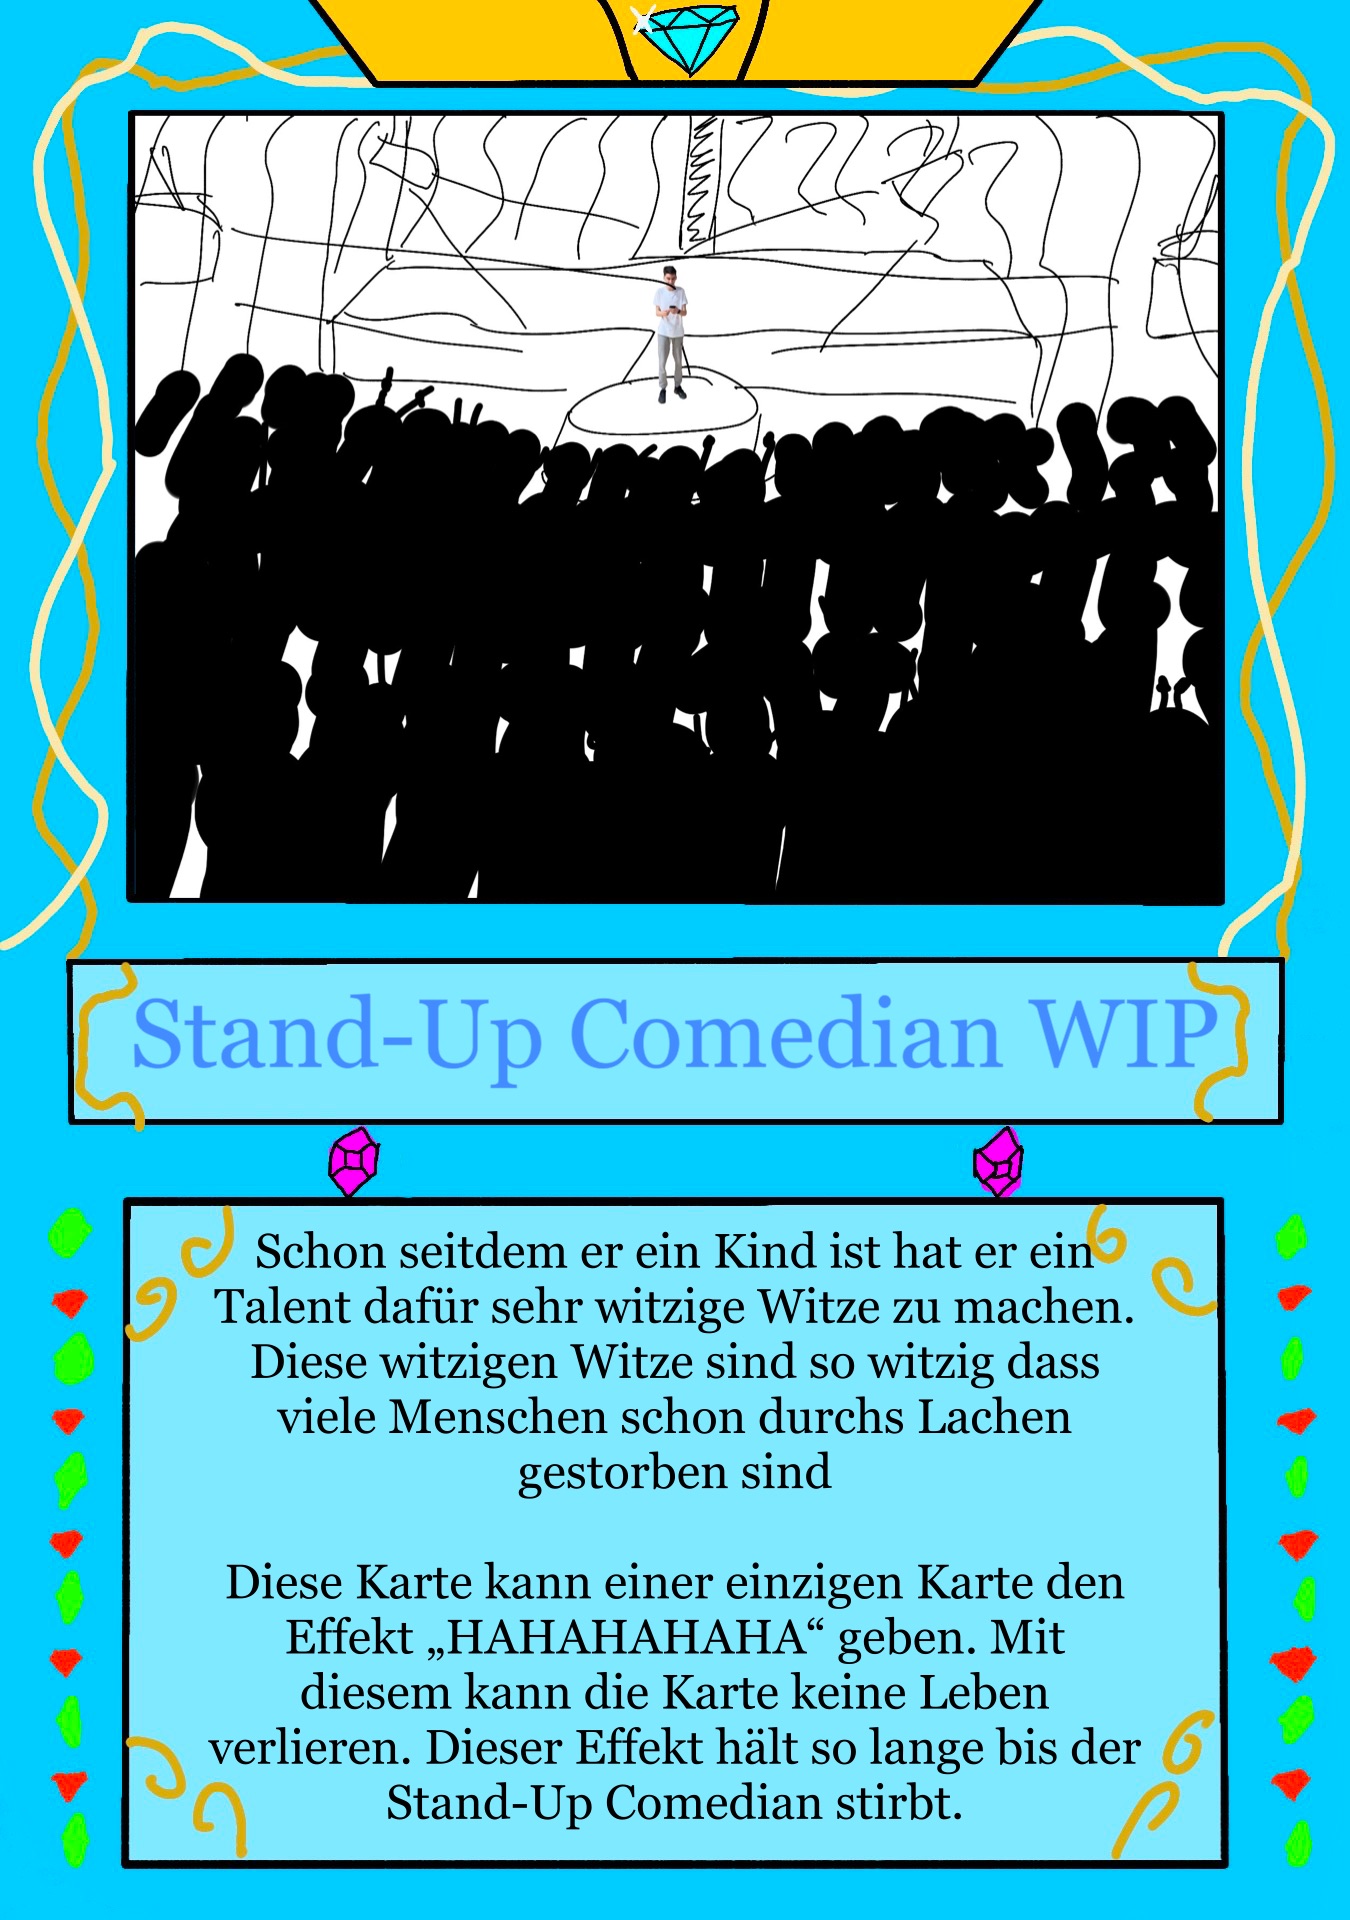 Stand-Up Comedian WIP
Schon seitdem er ein Kind ist hat er ein
Talent dafür sehr witzige Witze zu machen.
Diese witzigen Witze sind so witzig dass
viele Menschen schon durchs Lachen
gestorben sind
Diese Karte kann einer einzigen Karte den
Effekt „HAHAHAHAHA“ geben. Mit
diesem kann die Karte keine Leben
verlieren. Dieser Effekt hält so lange bis der
Stand-Up Comedian stirbt.